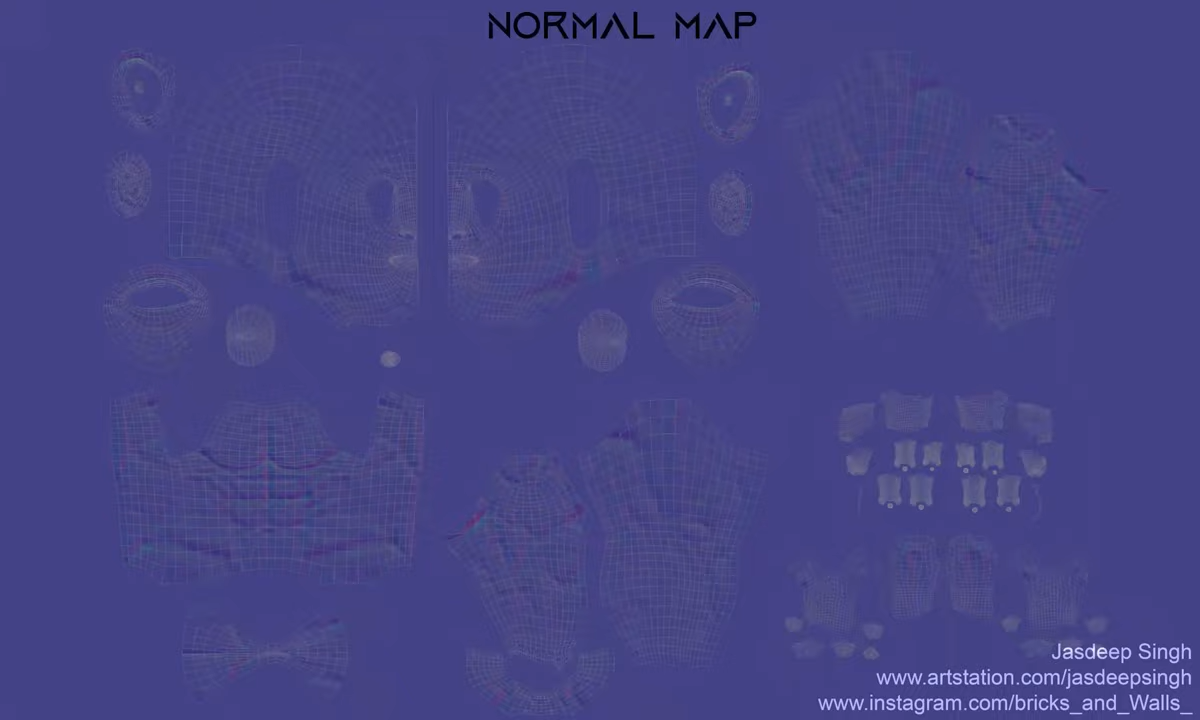 NORMAL MAP
Jasdeep Singh
www.artstation.com/jasdeepsingh
www.instagram.com/bricks_and_Walls_